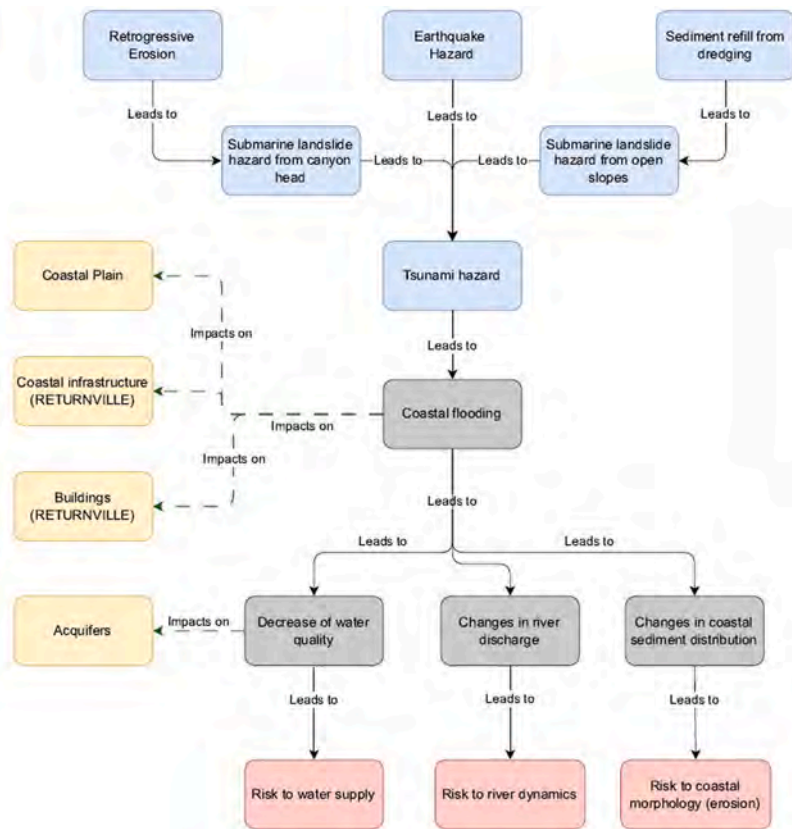 Retrogressive
Erosion
Earthquake
Hazard
Sediment refill from
dredging
Leads to
Leads to
Leads to
Submarine landslide
hazard from canyon
head
Leads to
Leads to
Submarine landslide
hazard from open
slopes
Coastal Plain
Tsunami hazard
Impacts on
Leads to
Coastal infrastructure
(RETURNVILLE)
Coastal flooding
Impacts on
Impacts on
Buildings
(RETURNVILLE)
Leads to
Leads to
Leads to
Acquifers
Impacts on
Decrease of water
quality
Changes in river
discharge
Changes in coastal
sediment distribution
Leads to
Leads to
Leads to
Risk to water supply
Risk to river dynamics
Risk to coastal
morphology (erosion)